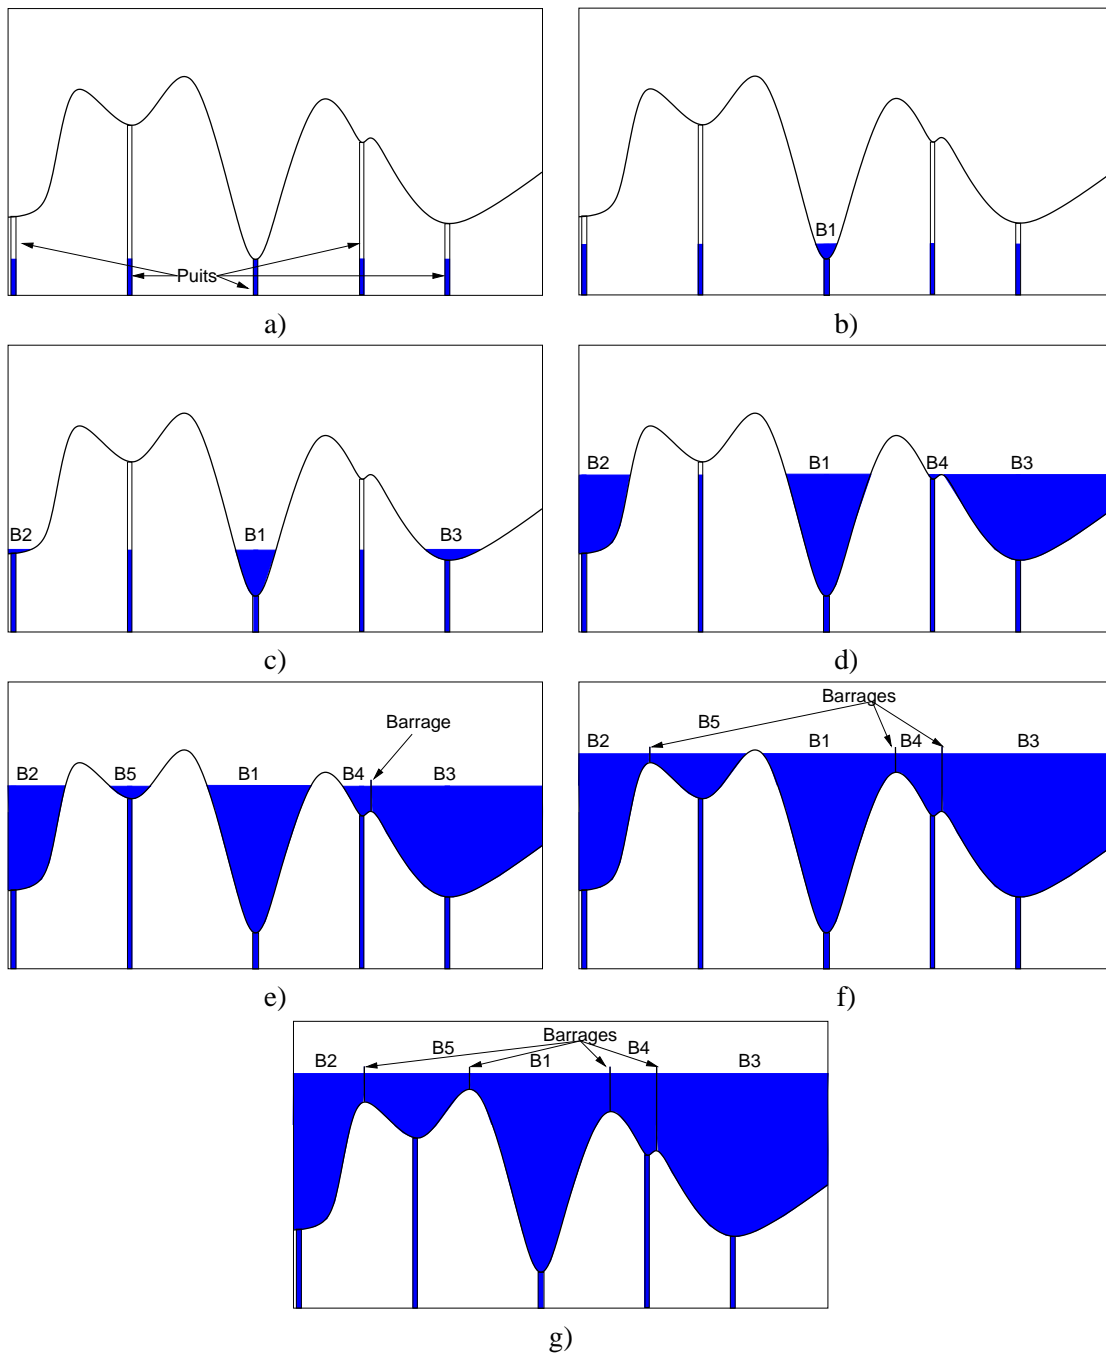 Puits
a)
B1
b)
B2 B1 B3
c)
B2 B1 B4 B3
d)
Barrage
B2 B5 B1 B4 B3
e)
Barrages
B2 B5 B1 B4 B3
f)
Barrages
B2 B5 B1 B4 B3
g)